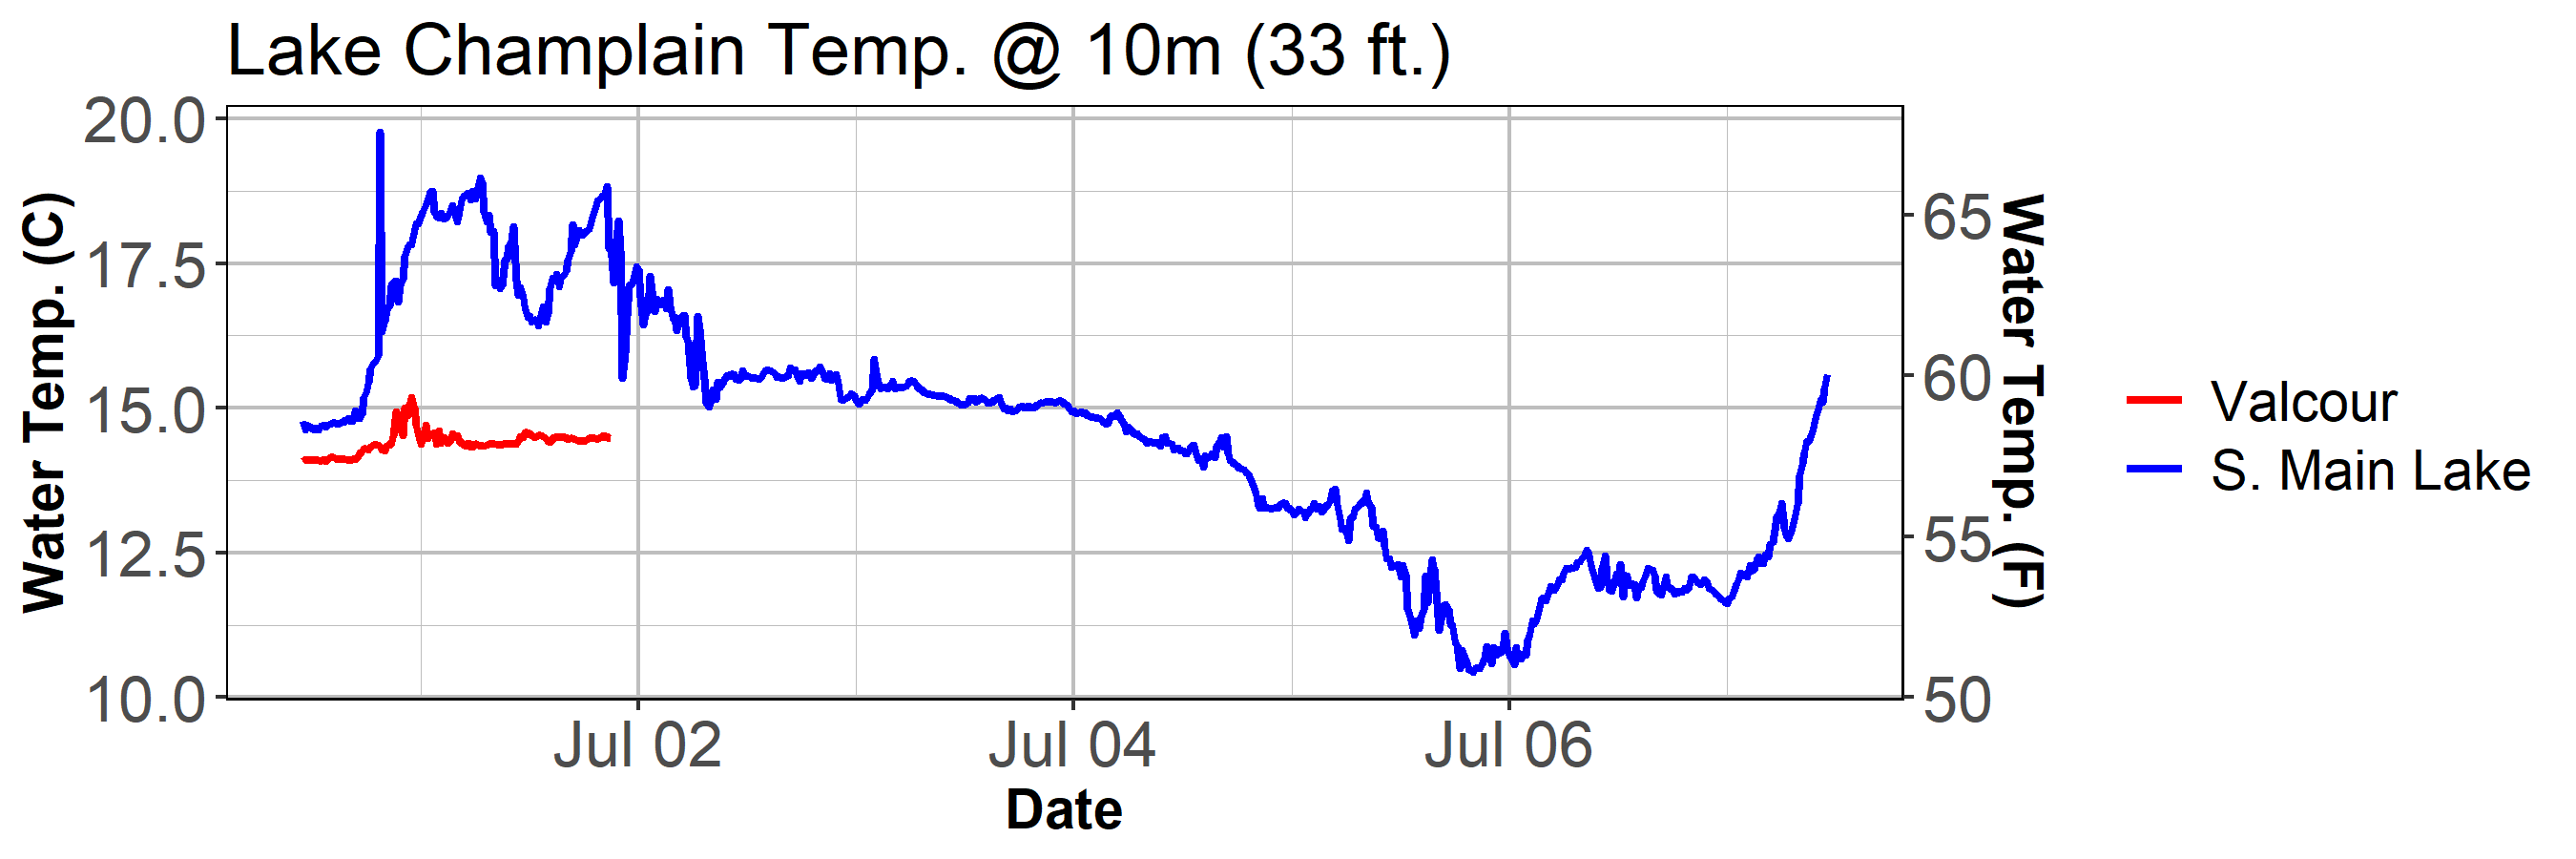 Lake Champlain Temp. @ 10m (33 ft.)
Water Temp. (C)
20.0
17.5
15.0
12.5
10.0
65
60
55
50
Water Temp. (F)
Jul 02
Jul 04
Jul 06
Date
Valcour
S. Main Lake